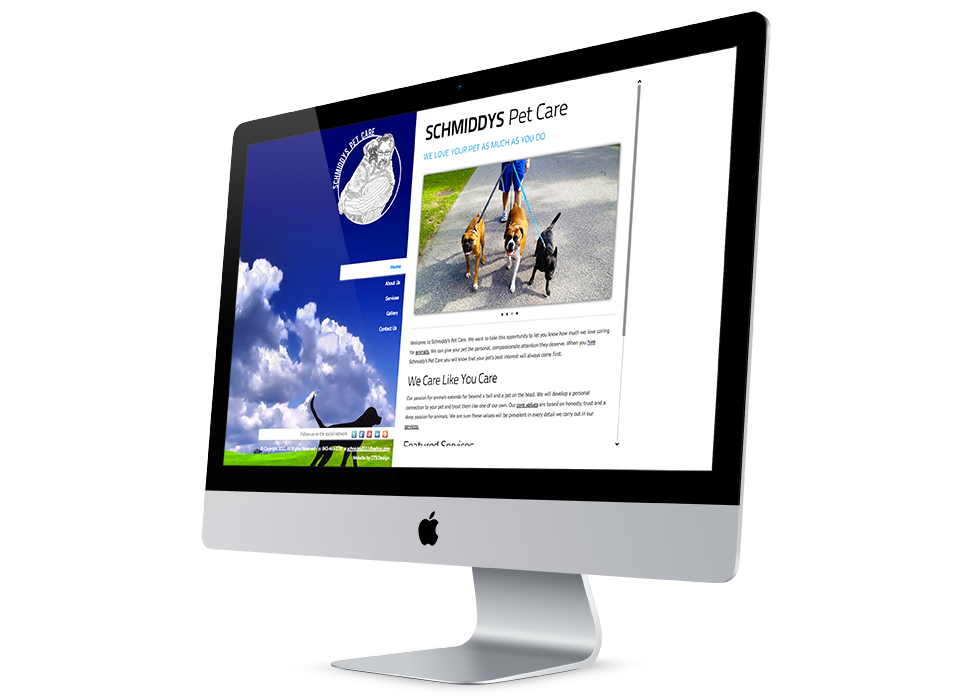 SCHMIDDYS PET CARE
Home
About Us
Services
Gallery
Contact Us
Follow us on the social network
© Copyright 2012. All Rights Reserved
Website by CTS Design
SCHMIDDYS Pet Care
WE LOVE YOUR PET AS MUCH AS YOU DO
Welcome to Schmiddy's Pet Care. We want to take this opportunity to let you know how much we love caring
for animals. We can give your pet the personal, compassionate attention they deserve. When you hire
Schmiddy's Pet Care you will know that your pet's best interest will always come first.
We Care Like You Care
Our passion for animals extends far beyond a ball and a pat on the head. We will develop a personal
connection to your pet and treat them like one of our own. Our core values are based on honesty, trust and a
deep passion for animals. We are sure these values will be prevalent in every detail we carry out in our
services.
Featured Services